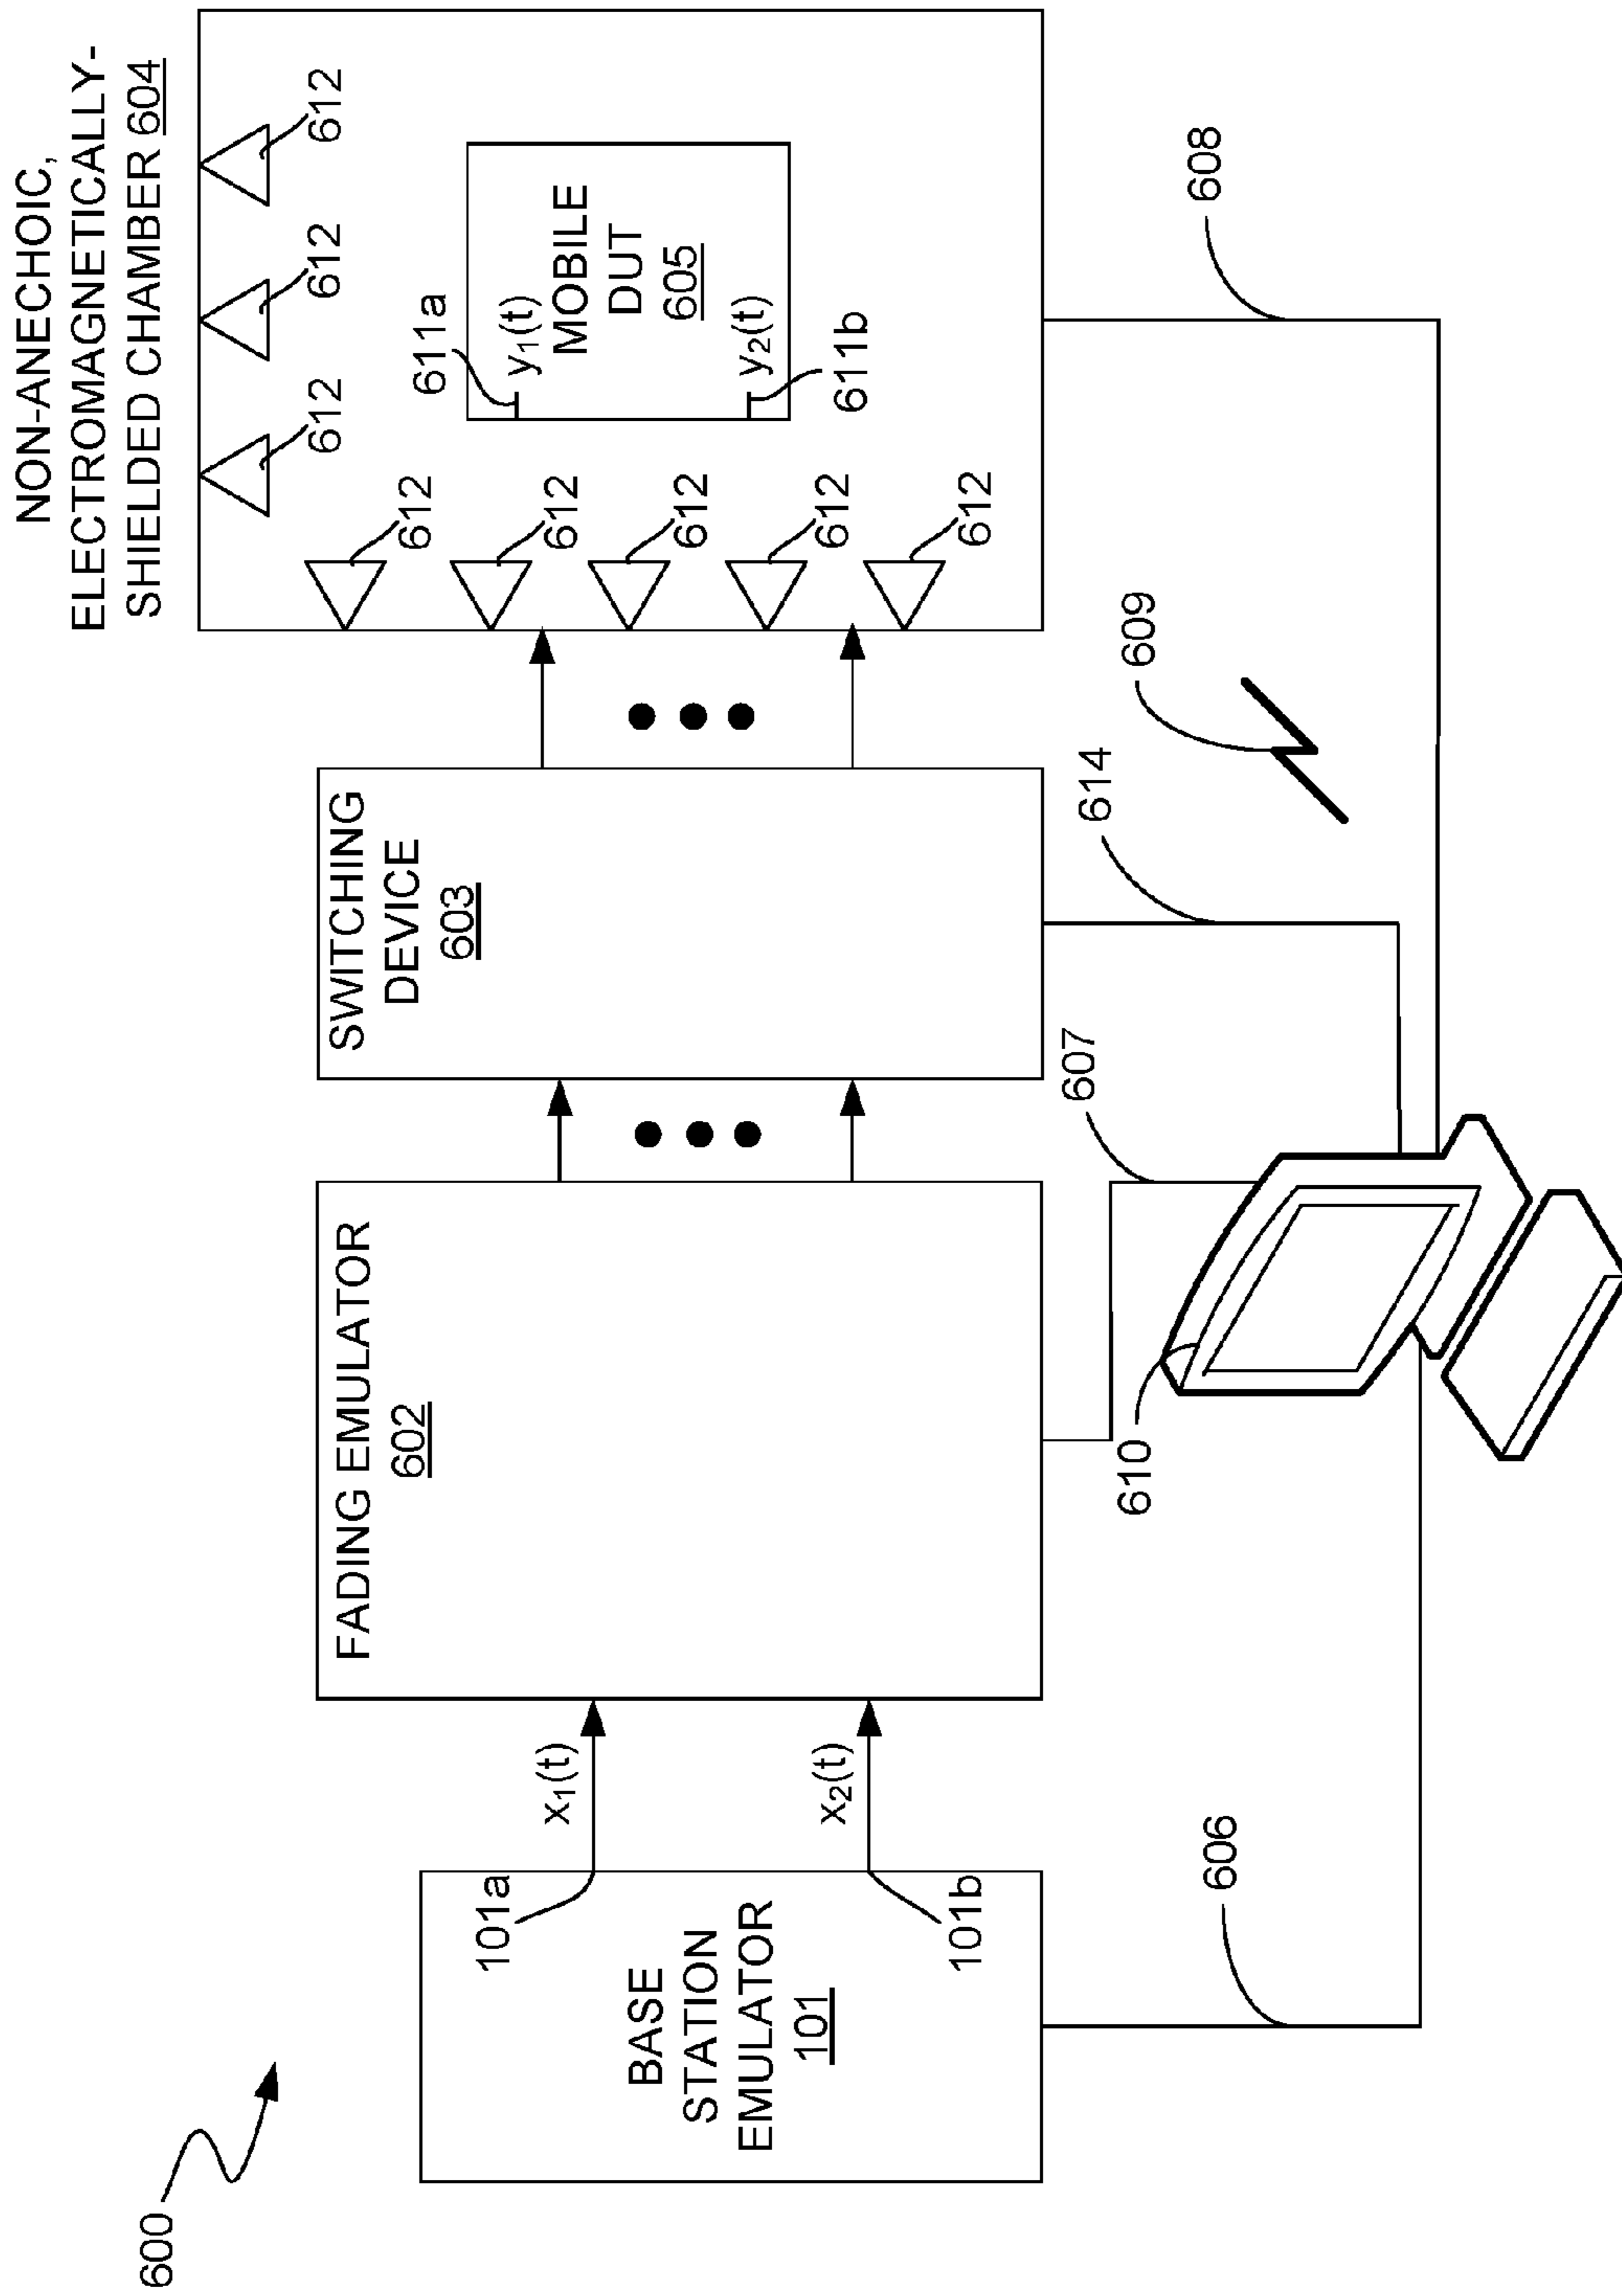 600
BASE
STATION
EMULATOR
101
101a
101b
x₁(t)
x₂(t)
606
FADING EMULATOR
602
610
607
SWITCHING
DEVICE
603
614
609
608
NON-ANECHOIC,
ELECTROMAGNETICALLY-
SHIELDED CHAMBER 604
612
612
612
612
612
612
612
612
611a
y₁(t)
MOBILE
DUT
605
y₂(t)
611b